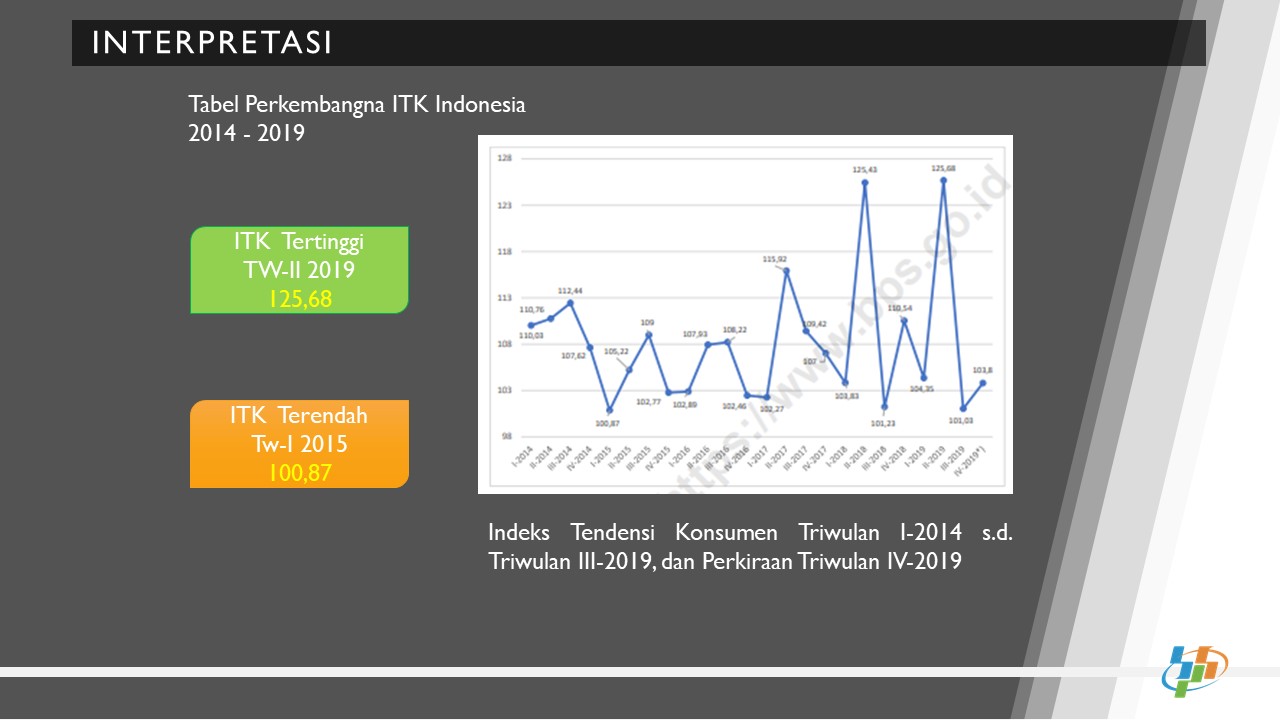 INTERPRETASI
Tabel Perkembangna ITK Indonesia
2014 - 2019
ITK Tertinggi
TW-II 2019
125,68
ITK Terendah
Tw-I 2015
100,87
128
123
118
113
108
103
98
110,03
110,76
112,44
107,62
100,87
105,22
109
102,77
102,89
107,93
108,22
102,46
102,27
115,92
109,42
107
103,83
125,43
101,23
110,54
104,35
125,68
101,03
103,8
I-2014
II-2014
III-2014
IV-2014
I-2015
II-2015
III-2015
IV-2015
I-2016
II-2016
III-2016
IV-2016
I-2017
II-2017
III-2017
IV-2017
I-2018
II-2018
III-2018
IV-2018
I-2019
II-2019
III-2019
IV-2019*)
https://www.bps.go.id
Indeks Tendensi Konsumen Triwulan I-2014 s.d.
Triwulan III-2019, dan Perkiraan Triwulan IV-2019